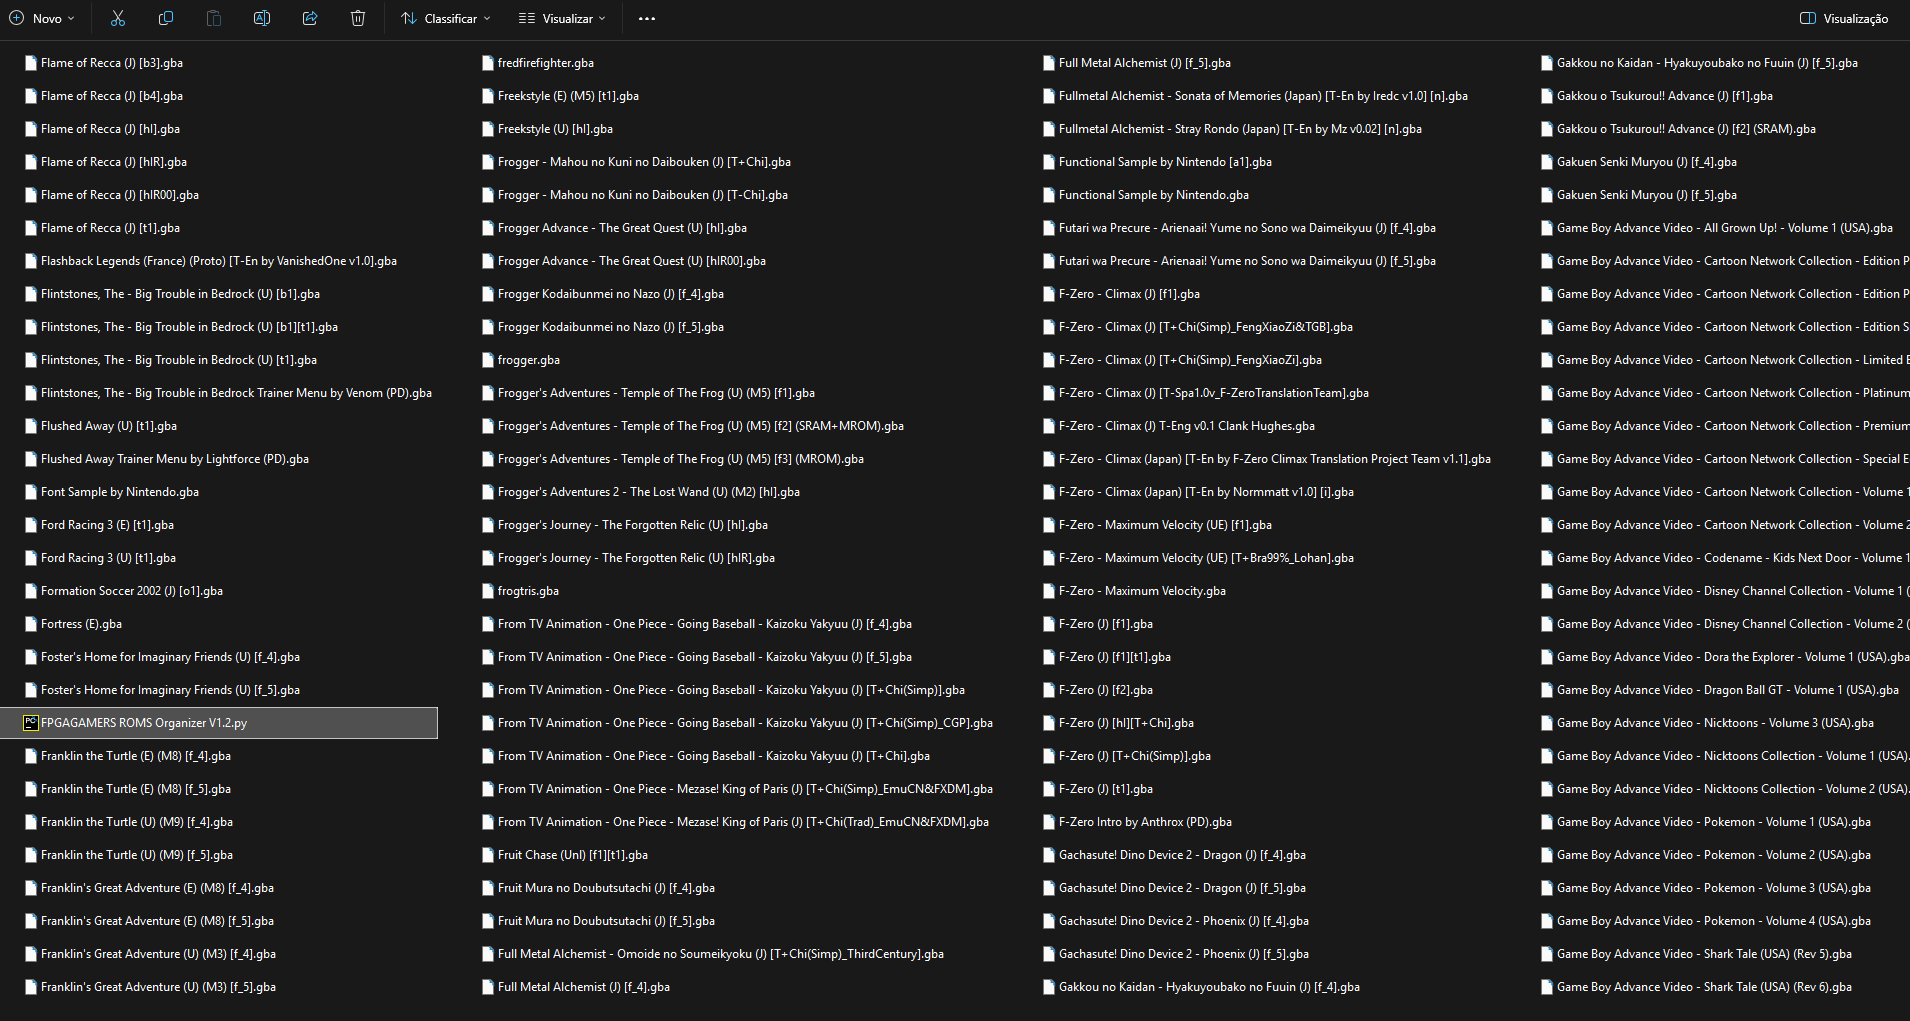 Novo
Classificar
Visualizar
Visualização
Flame of Recca (J) [b3].gba
Flame of Recca (J) [b4].gba
Flame of Recca (J) [hI].gba
Flame of Recca (J) [hIR].gba
Flame of Recca (J) [hIR00].gba
Flame of Recca (J) [t1].gba
Flashback Legends (France) (Proto) [T-En by VanishedOne v1.0].gba
Flintstones, The - Big Trouble in Bedrock (U) [b1].gba
Flintstones, The - Big Trouble in Bedrock (U) [b1][t1].gba
Flintstones, The - Big Trouble in Bedrock (U) [t1].gba
Flintstones, The - Big Trouble in Bedrock Trainer Menu by Venom (PD).gba
Flushed Away (U) [t1].gba
Flushed Away Trainer Menu by Lightforce (PD).gba
Font Sample by Nintendo.gba
Ford Racing 3 (E) [t1].gba
Ford Racing 3 (U) [t1].gba
Formation Soccer 2002 (J) [o1].gba
Fortress (E).gba
Foster's Home for Imaginary Friends (U) [f_4].gba
Foster's Home for Imaginary Friends (U) [f_5].gba
FPGAGAMERS ROMS Organizer V1.2.py
Franklin the Turtle (E) (M8) [f_4].gba
Franklin the Turtle (E) (M8) [f_5].gba
Franklin the Turtle (U) (M9) [f_4].gba
Franklin the Turtle (U) (M9) [f_5].gba
Franklin's Great Adventure (E) (M8) [f_4].gba
Franklin's Great Adventure (E) (M8) [f_5].gba
Franklin's Great Adventure (U) (M3) [f_4].gba
Franklin's Great Adventure (U) (M3) [f_5].gba
fredfirefighter.gba
Freekstyle (E) (M5) [t1].gba
Freekstyle (U) [hI].gba
Frogger - Mahou no Kuni no Daibouken (J) [T+Chi].gba
Frogger - Mahou no Kuni no Daibouken (J) [T-Chi].gba
Frogger Advance - The Great Quest (U) [hI].gba
Frogger Advance - The Great Quest (U) [hIR00].gba
Frogger Kodaibunmei no Nazo (J) [f_4].gba
Frogger Kodaibunmei no Nazo (J) [f_5].gba
frogger.gba
Frogger's Adventures - Temple of The Frog (U) (M5) [f1].gba
Frogger's Adventures - Temple of The Frog (U) (M5) [f2] (SRAM+MROM).gba
Frogger's Adventures - Temple of The Frog (U) (M5) [f3] (MROM).gba
Frogger's Adventures 2 - The Lost Wand (U) (M2) [hI].gba
Frogger's Journey - The Forgotten Relic (U) [hI].gba
Frogger's Journey - The Forgotten Relic (U) [hIR].gba
frogtris.gba
From TV Animation - One Piece - Going Baseball - Kaizoku Yakyuu (J) [f_4].gba
From TV Animation - One Piece - Going Baseball - Kaizoku Yakyuu (J) [f_5].gba
From TV Animation - One Piece - Going Baseball - Kaizoku Yakyuu (J) [T+Chi(Simp)].gba
From TV Animation - One Piece - Going Baseball - Kaizoku Yakyuu (J) [T+Chi(Simp)_CGP].gba
From TV Animation - One Piece - Going Baseball - Kaizoku Yakyuu (J) [T+Chi].gba
From TV Animation - One Piece - Mezase! King of Paris (J) [T+Chi(Simp)_EmuCN&FXDM].gba
From TV Animation - One Piece - Mezase! King of Paris (J) [T+Chi(Trad)_EmuCN&FXDM].gba
Fruit Chase (Unl) [f1][t1].gba
Fruit Mura no Doubutsutachi (J) [f_4].gba
Fruit Mura no Doubutsutachi (J) [f_5].gba
Full Metal Alchemist - Omoide no Soumeikyoku (J) [T+Chi(Simp)_ThirdCentury].gba
Full Metal Alchemist (J) [f_4].gba
Full Metal Alchemist (J) [f_5].gba
Fullmetal Alchemist - Sonata of Memories (Japan) [T-En by Iredc v1.0] [n].gba
Fullmetal Alchemist - Stray Rondo (Japan) [T-En by Mz v0.02] [n].gba
Functional Sample by Nintendo [a1].gba
Functional Sample by Nintendo.gba
Futari wa Precure - Arienaai! Yume no Sono wa Daimeikyuu (J) [f_4].gba
Futari wa Precure - Arienaai! Yume no Sono wa Daimeikyuu (J) [f_5].gba
F-Zero - Climax (J) [f1].gba
F-Zero - Climax (J) [T+Chi(Simp)_FengXiaoZi&TGB].gba
F-Zero - Climax (J) [T+Chi(Simp)_FengXiaoZi].gba
F-Zero - Climax (J) [T-Spa1.0v_F-ZeroTranslationTeam].gba
F-Zero - Climax (J) T-Eng v0.1 Clank Hughes.gba
F-Zero - Climax (Japan) [T-En by F-Zero Climax Translation Project Team v1.1].gba
F-Zero - Climax (Japan) [T-En by Normmatt v1.0] [i].gba
F-Zero - Maximum Velocity (UE) [f1].gba
F-Zero - Maximum Velocity (UE) [T+Bra99%_Lohan].gba
F-Zero - Maximum Velocity.gba
F-Zero (J) [f1].gba
F-Zero (J) [f1][t1].gba
F-Zero (J) [f2].gba
F-Zero (J) [hI][T+Chi].gba
F-Zero (J) [T+Chi(Simp)].gba
F-Zero (J) [t1].gba
F-Zero Intro by Anthrox (PD).gba
Gachasute! Dino Device 2 - Dragon (J) [f_4].gba
Gachasute! Dino Device 2 - Dragon (J) [f_5].gba
Gachasute! Dino Device 2 - Phoenix (J) [f_4].gba
Gachasute! Dino Device 2 - Phoenix (J) [f_5].gba
Gakkou no Kaidan - Hyakuyoubako no Fuuin (J) [f_4].gba
Gakkou no Kaidan - Hyakuyoubako no Fuuin (J) [f_5].gba
Gakkou o Tsukurou!! Advance (J) [f1].gba
Gakkou o Tsukurou!! Advance (J) [f2] (SRAM).gba
Gakuen Senki Muryou (J) [f_4].gba
Gakuen Senki Muryou (J) [f_5].gba
Game Boy Advance Video - All Grown Up! - Volume 1 (USA).gba
Game Boy Advance Video - Cartoon Network Collection - Edition P
Game Boy Advance Video - Cartoon Network Collection - Edition P
Game Boy Advance Video - Cartoon Network Collection - Edition S
Game Boy Advance Video - Cartoon Network Collection - Limited E
Game Boy Advance Video - Cartoon Network Collection - Platinum
Game Boy Advance Video - Cartoon Network Collection - Premium
Game Boy Advance Video - Cartoon Network Collection - Special E
Game Boy Advance Video - Cartoon Network Collection - Volume 1
Game Boy Advance Video - Cartoon Network Collection - Volume 2
Game Boy Advance Video - Codename - Kids Next Door - Volume 1
Game Boy Advance Video - Disney Channel Collection - Volume 1 (
Game Boy Advance Video - Disney Channel Collection - Volume 2 (
Game Boy Advance Video - Dora the Explorer - Volume 1 (USA).gba
Game Boy Advance Video - Dragon Ball GT - Volume 1 (USA).gba
Game Boy Advance Video - Nicktoons - Volume 3 (USA).gba
Game Boy Advance Video - Nicktoons Collection - Volume 1 (USA).
Game Boy Advance Video - Nicktoons Collection - Volume 2 (USA).
Game Boy Advance Video - Pokemon - Volume 1 (USA).gba
Game Boy Advance Video - Pokemon - Volume 2 (USA).gba
Game Boy Advance Video - Pokemon - Volume 3 (USA).gba
Game Boy Advance Video - Pokemon - Volume 4 (USA).gba
Game Boy Advance Video - Shark Tale (USA) (Rev 5).gba
Game Boy Advance Video - Shark Tale (USA) (Rev 6).gba